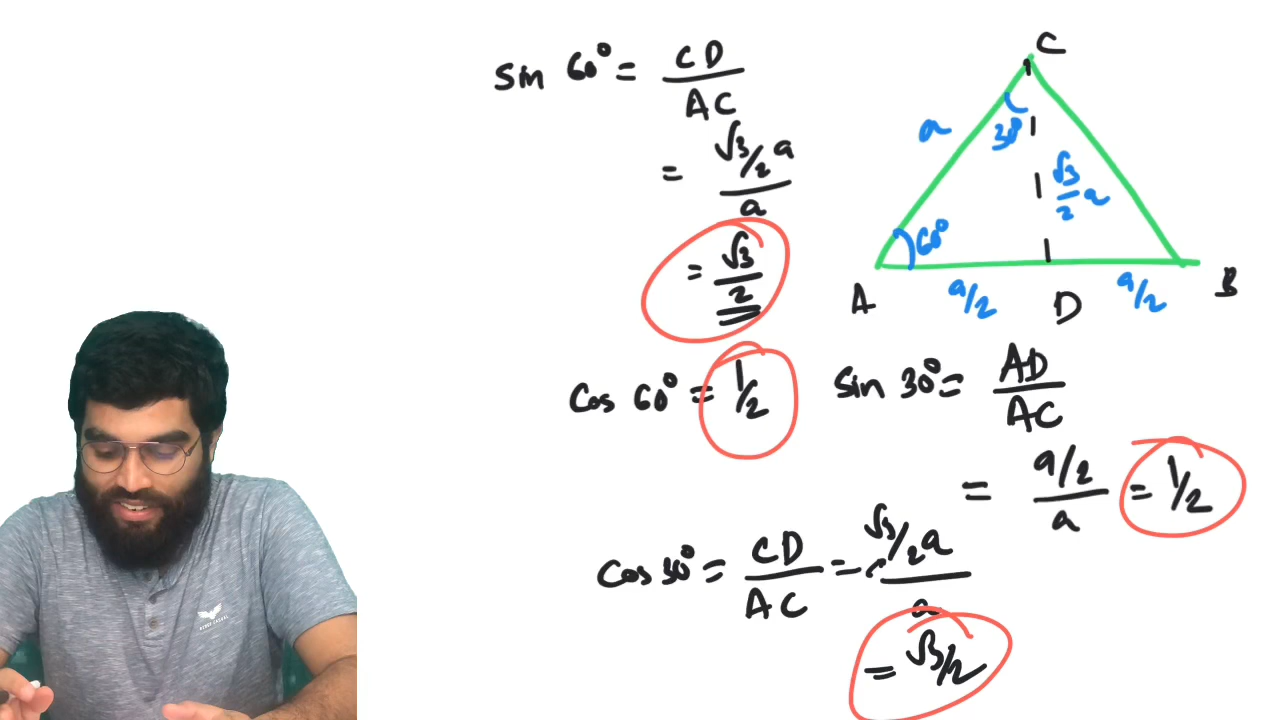 Sin 60° = CD/AC
= √3/2 a / a
= √3/2
Cos 60° = 1/2
C
a
30°
√3/2 a
60°
A
a/2
D
a/2
B
Sin 30° = AD/AC
= a/2 / a = 1/2
Cos 30° = CD/AC = √3/2 a / a
= √3/2